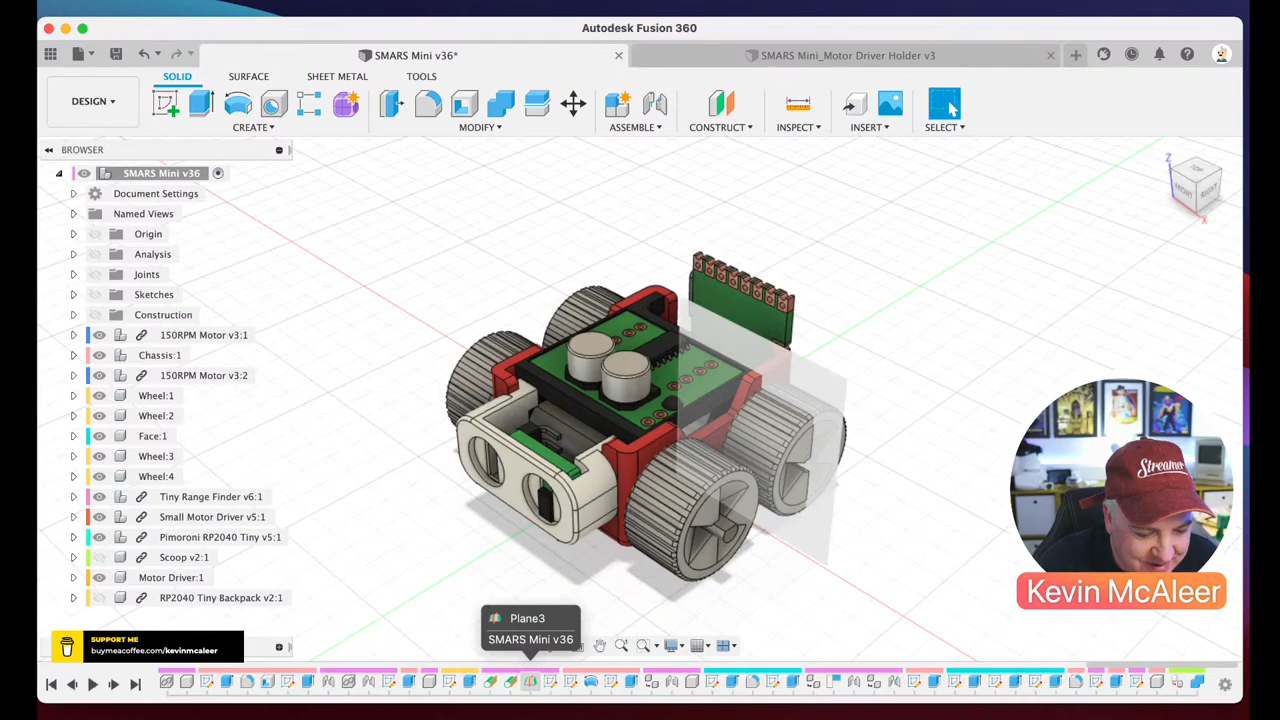 Autodesk Fusion 360
SMARS Mini v36*
SMARS Mini_Motor Driver Holder v3
SOLID
SURFACE
SHEET METAL
TOOLS
DESIGN
CREATE
MODIFY
ASSEMBLE
CONSTRUCT
INSPECT
INSERT
SELECT
BROWSER
SMARS Mini v36
Document Settings
Named Views
Origin
Analysis
Joints
Sketches
Construction
150RPM Motor v3:1
Chassis:1
150RPM Motor v3:2
Wheel:1
Wheel:2
Face:1
Wheel:3
Wheel:4
Tiny Range Finder v6:1
Small Motor Driver v5:1
Pimoroni RP2040 Tiny v5:1
Scoop v2:1
Motor Driver:1
RP2040 Tiny Backpack v2:1
Z
TOP
FRONT
RIGHT
X
Streamer
Kevin McAleer
Plane3
SMARS Mini v36
SUPPORT ME
buymeacoffee.com/kevinmcaleer